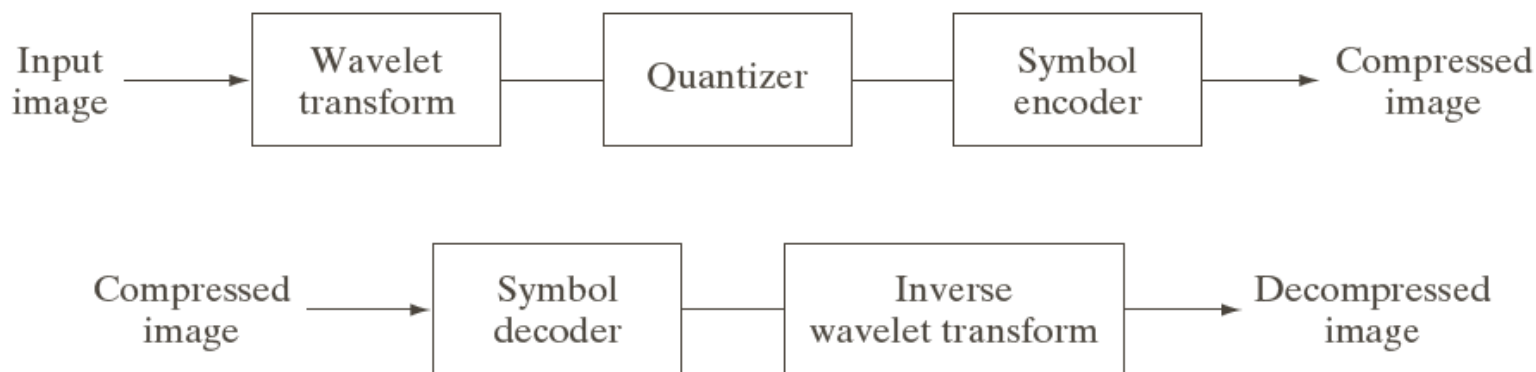 Input
image
Wavelet
transform
Quantizer
Symbol
encoder
Compressed
image
Compressed
image
Symbol
decoder
Inverse
wavelet transform
Decompressed
image